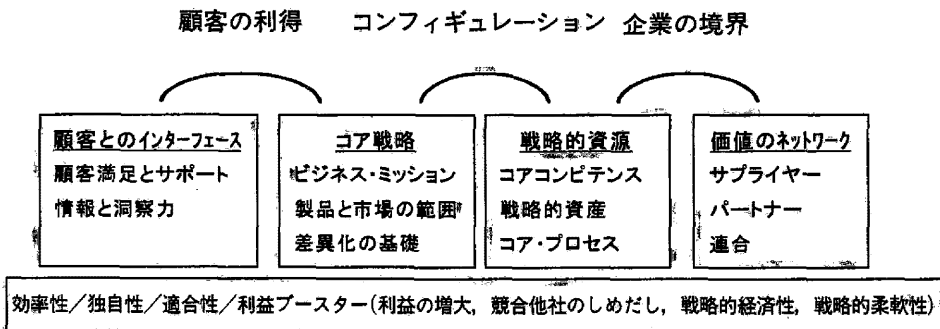 顧客の利得 コンフィギュレーション 企業の境界
顧客とのインターフェース
顧客満足とサポート
情報と洞察力
コア戦略
ビジネス・ミッション
製品と市場の範囲
差異化の基礎
戦略的資源
コアコンピテンス
戦略的資産
コア・プロセス
価値のネットワーク
サプライヤー
パートナー
連合
効率性/独自性/適合性/利益ブースター(利益の増大, 競合他社のしめだし, 戦略的経済性, 戦略的柔軟性)